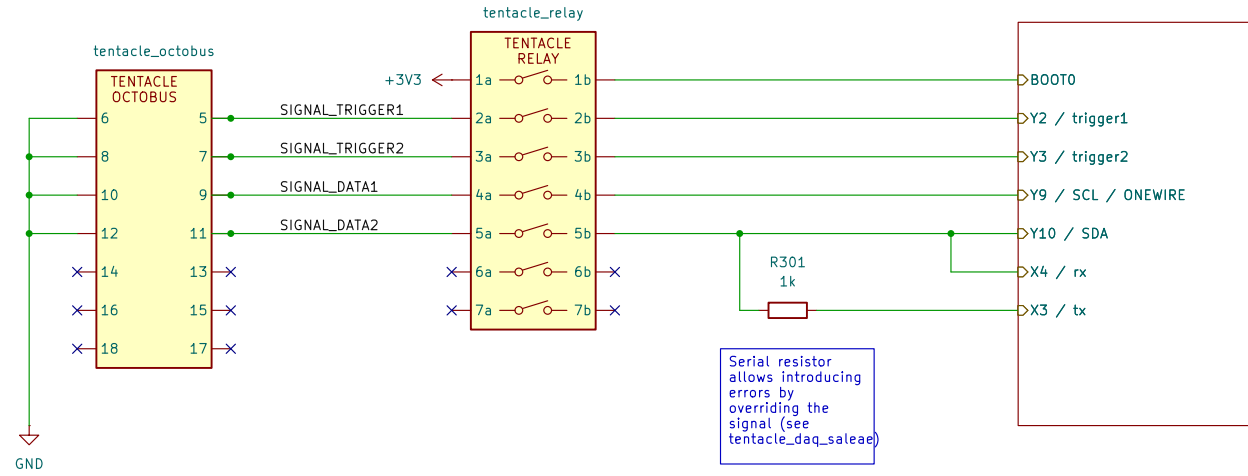 tentacle_relay
tentacle_octobus
TENTACLE
RELAY
TENTACLE
OCTOBUS
+3V3
1a 1b
BOOT0
6 5
SIGNAL_TRIGGER1
2a 2b
Y2 / trigger1
8 7
SIGNAL_TRIGGER2
3a 3b
Y3 / trigger2
10 9
SIGNAL_DATA1
4a 4b
Y9 / SCL / ONEWIRE
12 11
SIGNAL_DATA2
5a 5b
Y10 / SDA
14 13
6a 6b
R301
1k
X4 / rx
16 15
7a 7b
X3 / tx
18 17
Serial resistor
allows introducing
errors by
overriding the
signal (see
tentacle_daq_saleae)
GND